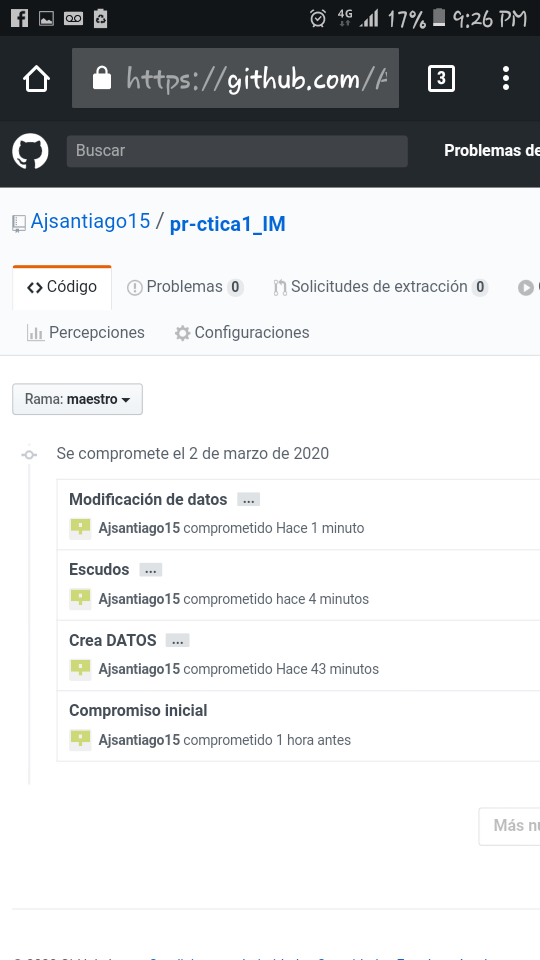 4G 17% 9:26 PM
https://github.com/A
3
Buscar Problemas de
Ajsantiago15 / pr-ctica1_IM
Código Problemas 0 Solicitudes de extracción 0
Percepciones Configuraciones
Rama: maestro
Se compromete el 2 de marzo de 2020
Modificación de datos ...
Ajsantiago15 comprometido Hace 1 minuto
Escudos ...
Ajsantiago15 comprometido hace 4 minutos
Crea DATOS ...
Ajsantiago15 comprometido Hace 43 minutos
Compromiso inicial
Ajsantiago15 comprometido 1 hora antes
Más nu